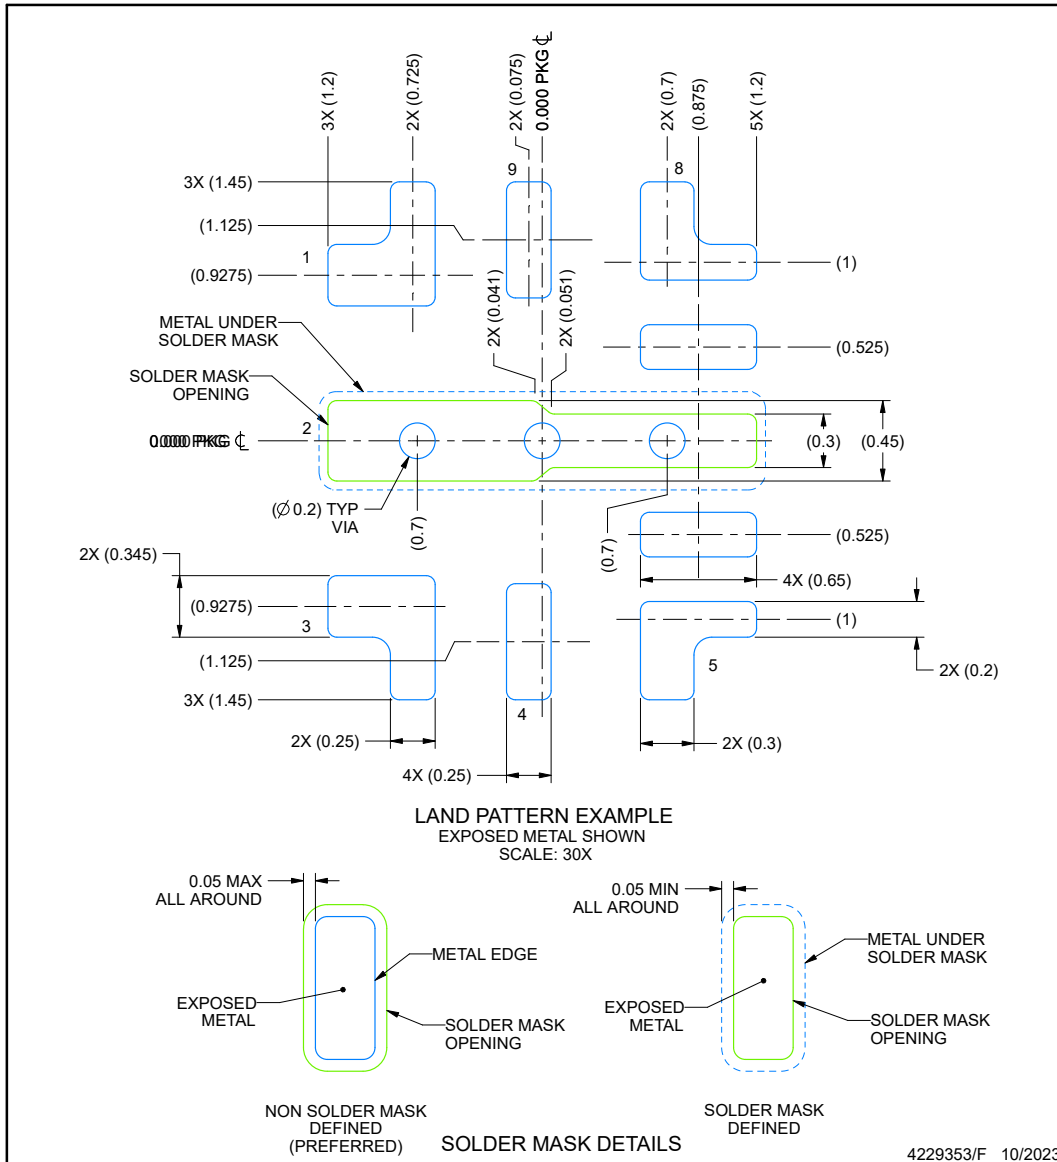 3X (1.2)
2X (0.725)
2X (0.075)
0.000 PKG ℄
2X (0.7)
(0.875)
5X (1.2)
3X (1.45)
9
8
(1.125)
1
(0.9275)
(1)
2X (0.041)
2X (0.051)
METAL UNDER
SOLDER MASK
(0.525)
SOLDER MASK
OPENING
2
0.000 PKG ℄
(0.3)
(0.45)
(Ø 0.2) TYP
VIA
(0.7)
(0.7)
(0.525)
2X (0.345)
4X (0.65)
(0.9275)
3
(1)
(1.125)
5
2X (0.2)
3X (1.45)
4
2X (0.25)
2X (0.3)
4X (0.25)
LAND PATTERN EXAMPLE
EXPOSED METAL SHOWN
SCALE: 30X
0.05 MAX
ALL AROUND
METAL EDGE
EXPOSED
METAL
SOLDER MASK
OPENING
NON SOLDER MASK
DEFINED
(PREFERRED)
0.05 MIN
ALL AROUND
METAL UNDER
SOLDER MASK
EXPOSED
METAL
SOLDER MASK
OPENING
SOLDER MASK
DEFINED
SOLDER MASK DETAILS
4229353/F 10/2023